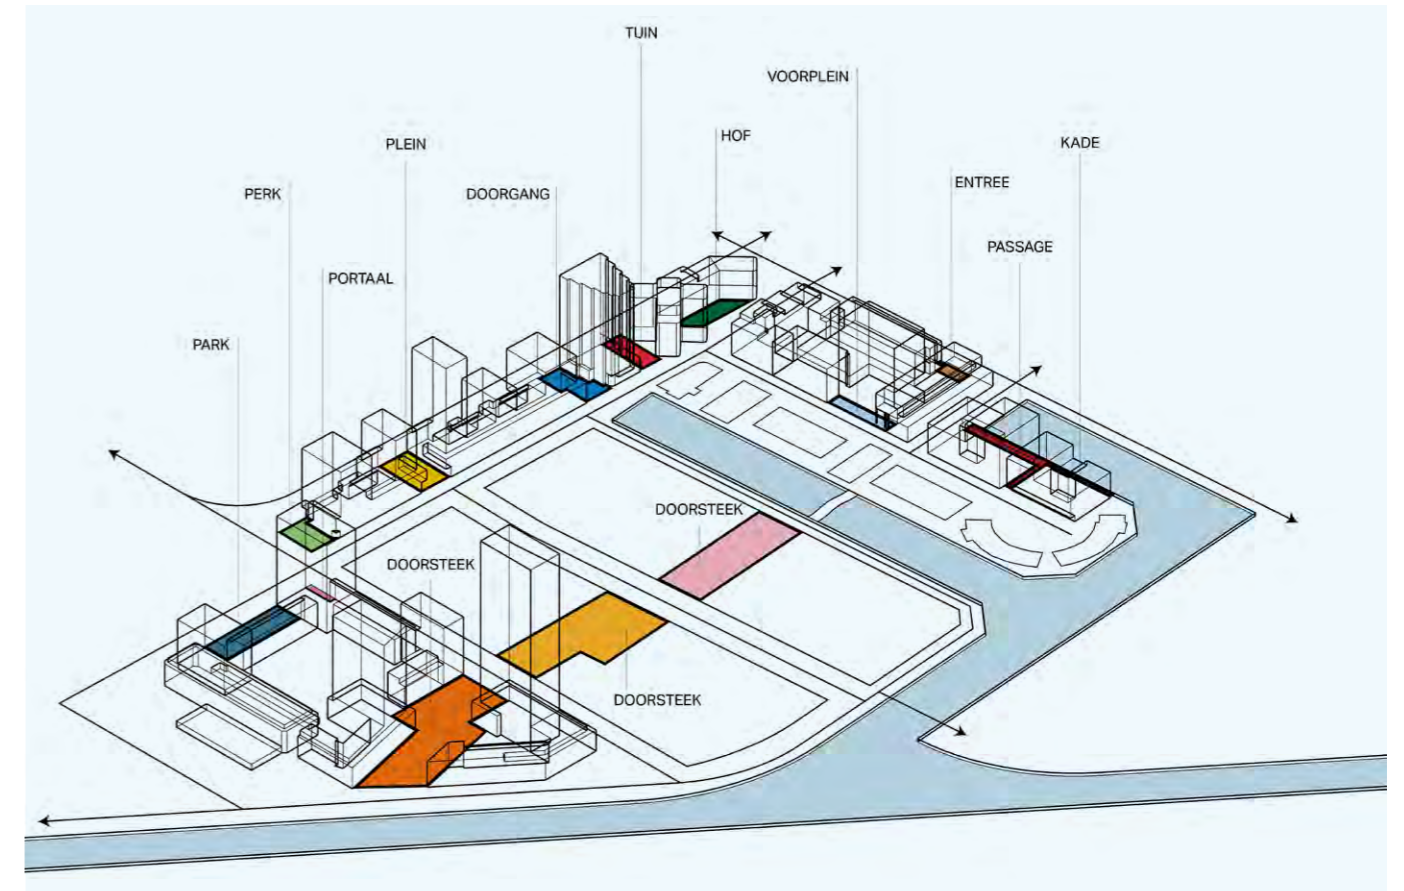 TUIN
VOORPLEIN
HOF
PLEIN
KADE
PERK
DOORGANG
ENTREE
PASSAGE
PORTAAL
PARK
DOORSTEEK
DOORSTEEK
DOORSTEEK